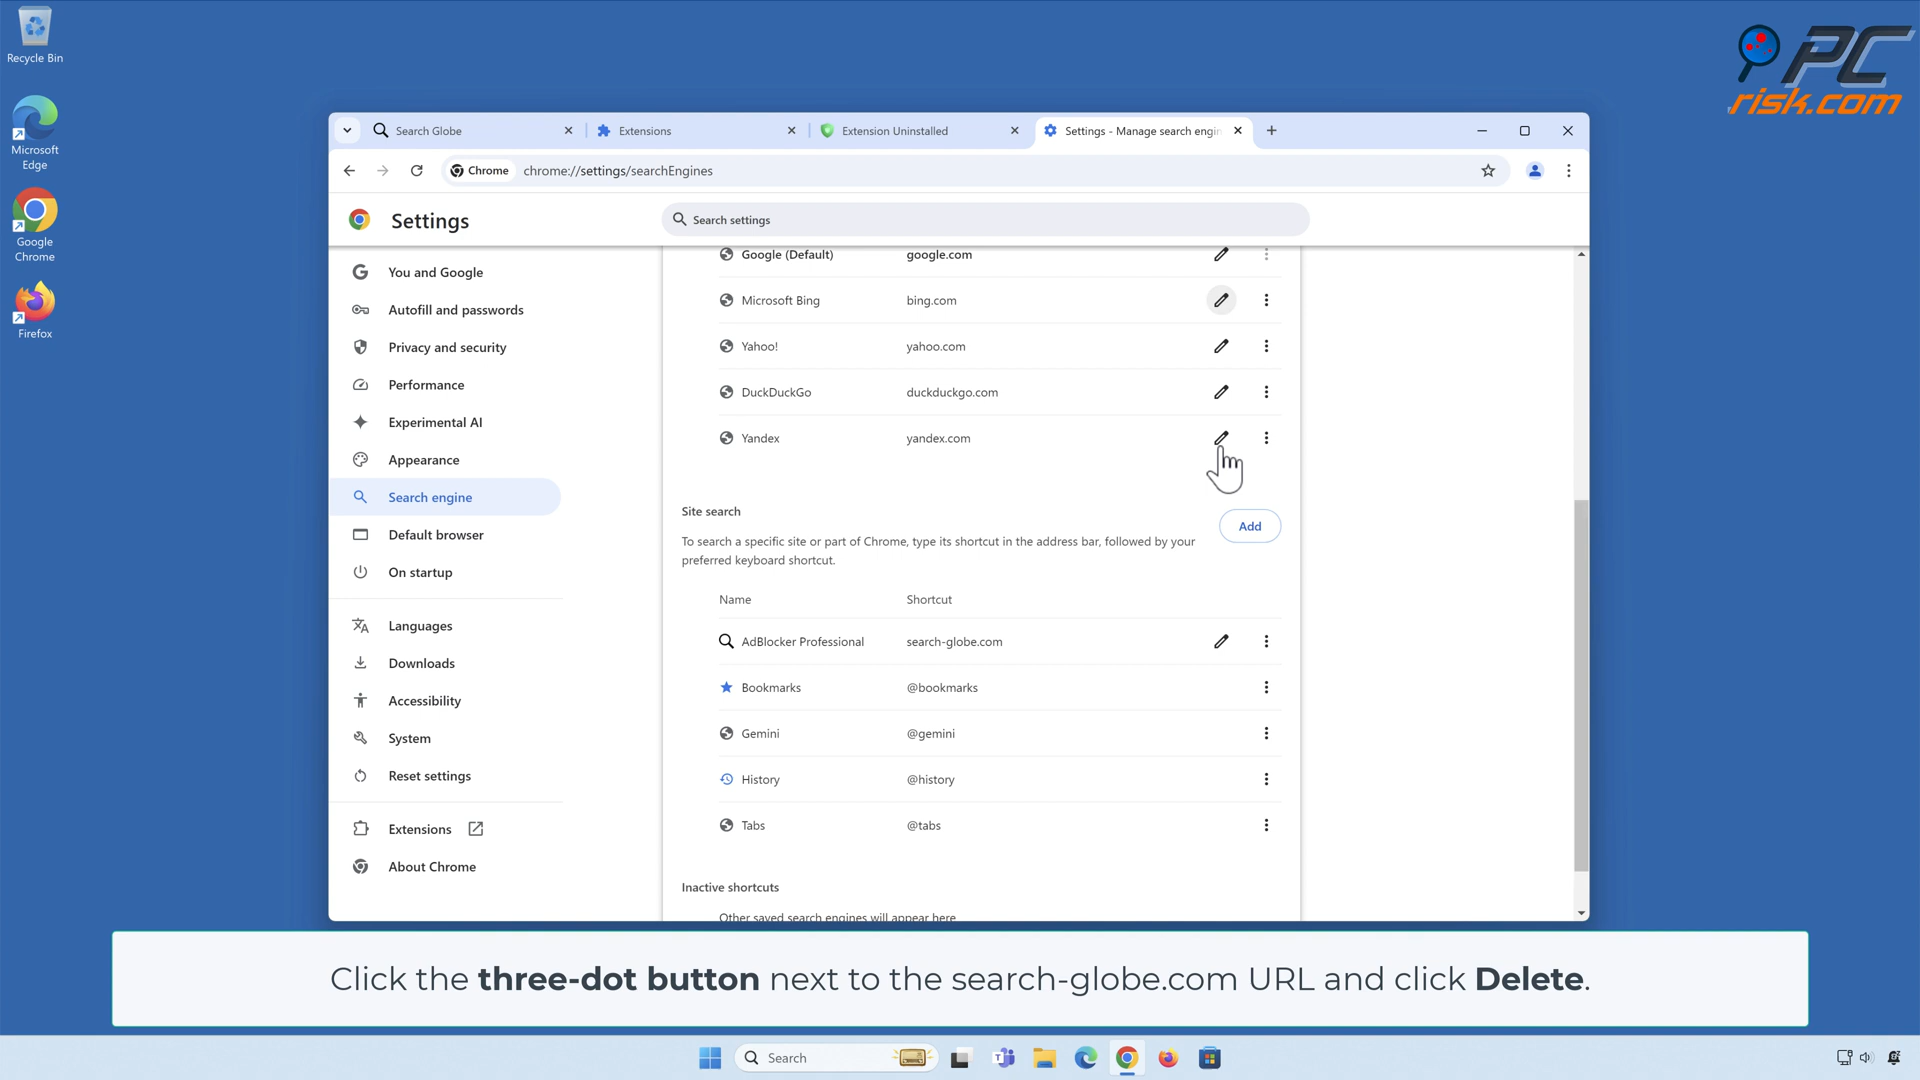 Recycle Bin
Microsoft
Edge
Google
Chrome
Firefox
PC
risk.com
Search Globe
Extensions
Extension Uninstalled
Settings - Manage search engin
Chrome
chrome://settings/searchEngines
Settings
Search settings
You and Google
Autofill and passwords
Privacy and security
Performance
Experimental AI
Appearance
Search engine
Default browser
On startup
Languages
Downloads
Accessibility
System
Reset settings
Extensions
About Chrome
Google (Default) google.com
Microsoft Bing bing.com
Yahoo! yahoo.com
DuckDuckGo duckduckgo.com
Yandex yandex.com
Site search
Add
To search a specific site or part of Chrome, type its shortcut in the address bar, followed by your
preferred keyboard shortcut.
Name Shortcut
AdBlocker Professional search-globe.com
Bookmarks @bookmarks
Gemini @gemini
History @history
Tabs @tabs
Inactive shortcuts
Other saved search engines will appear here
Click the three-dot button next to the search-globe.com URL and click Delete.
Search